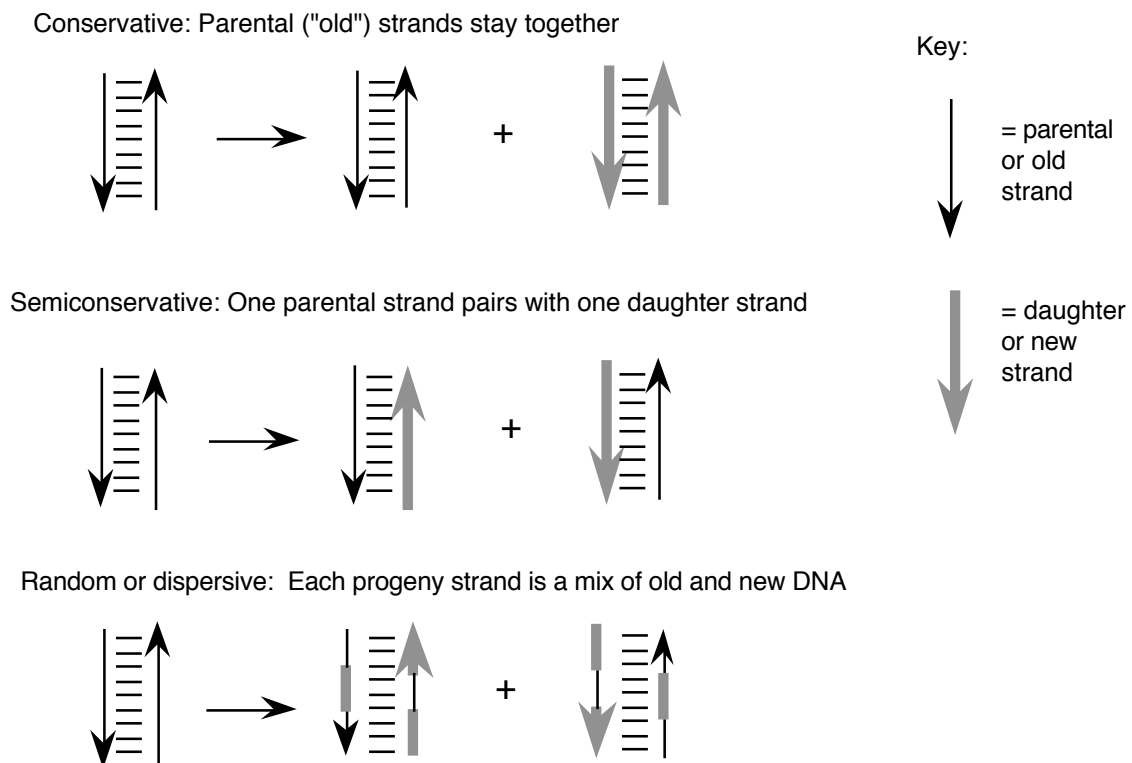 Conservative: Parental ("old") strands stay together
Key:
+
= parental
or old
strand
Semiconservative: One parental strand pairs with one daughter strand
= daughter
or new
strand
+
Random or dispersive:  Each progeny strand is a mix of old and new DNA
+